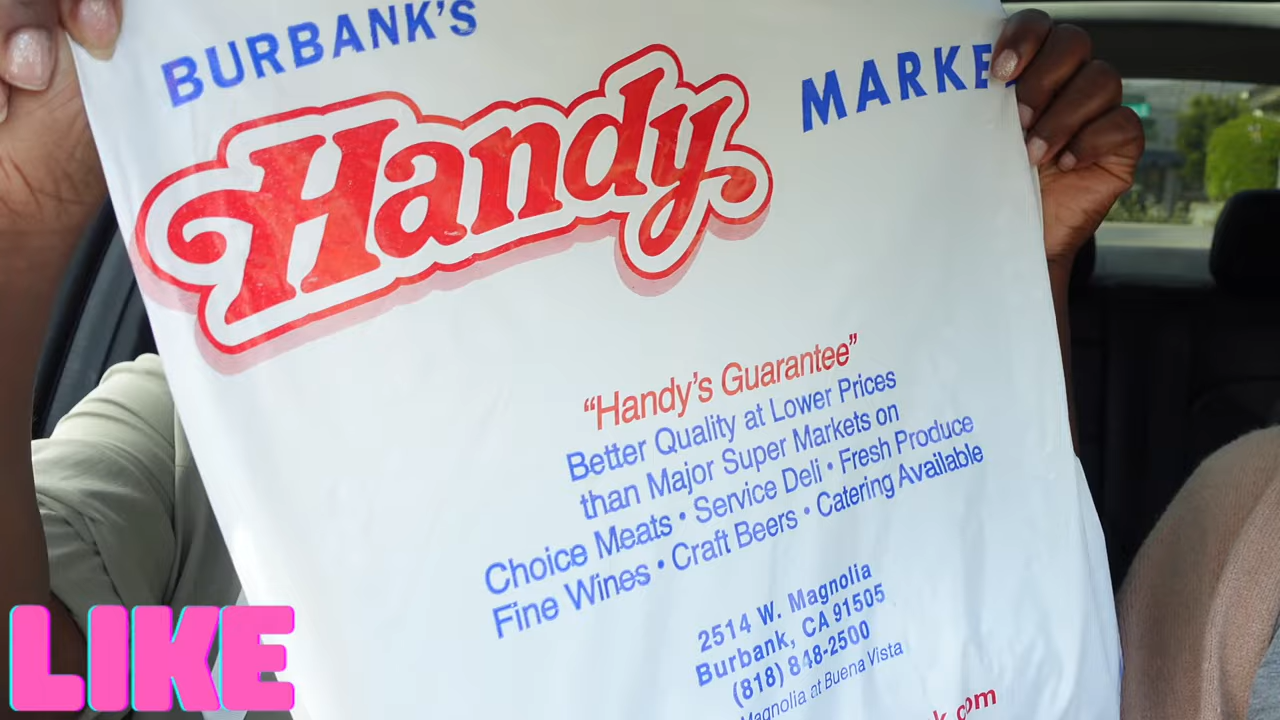 BURBANK'S
Handy
MARKE
“Handy’s Guarantee”
Better Quality at Lower Prices
than Major Super Markets on
Choice Meats • Service Deli • Fresh Produce
Fine Wines • Craft Beers • Catering Available
2514 W. Magnolia
Burbank, CA 91505
(818) 848-2500
Magnolia at Buena Vista
k.com
LIKE